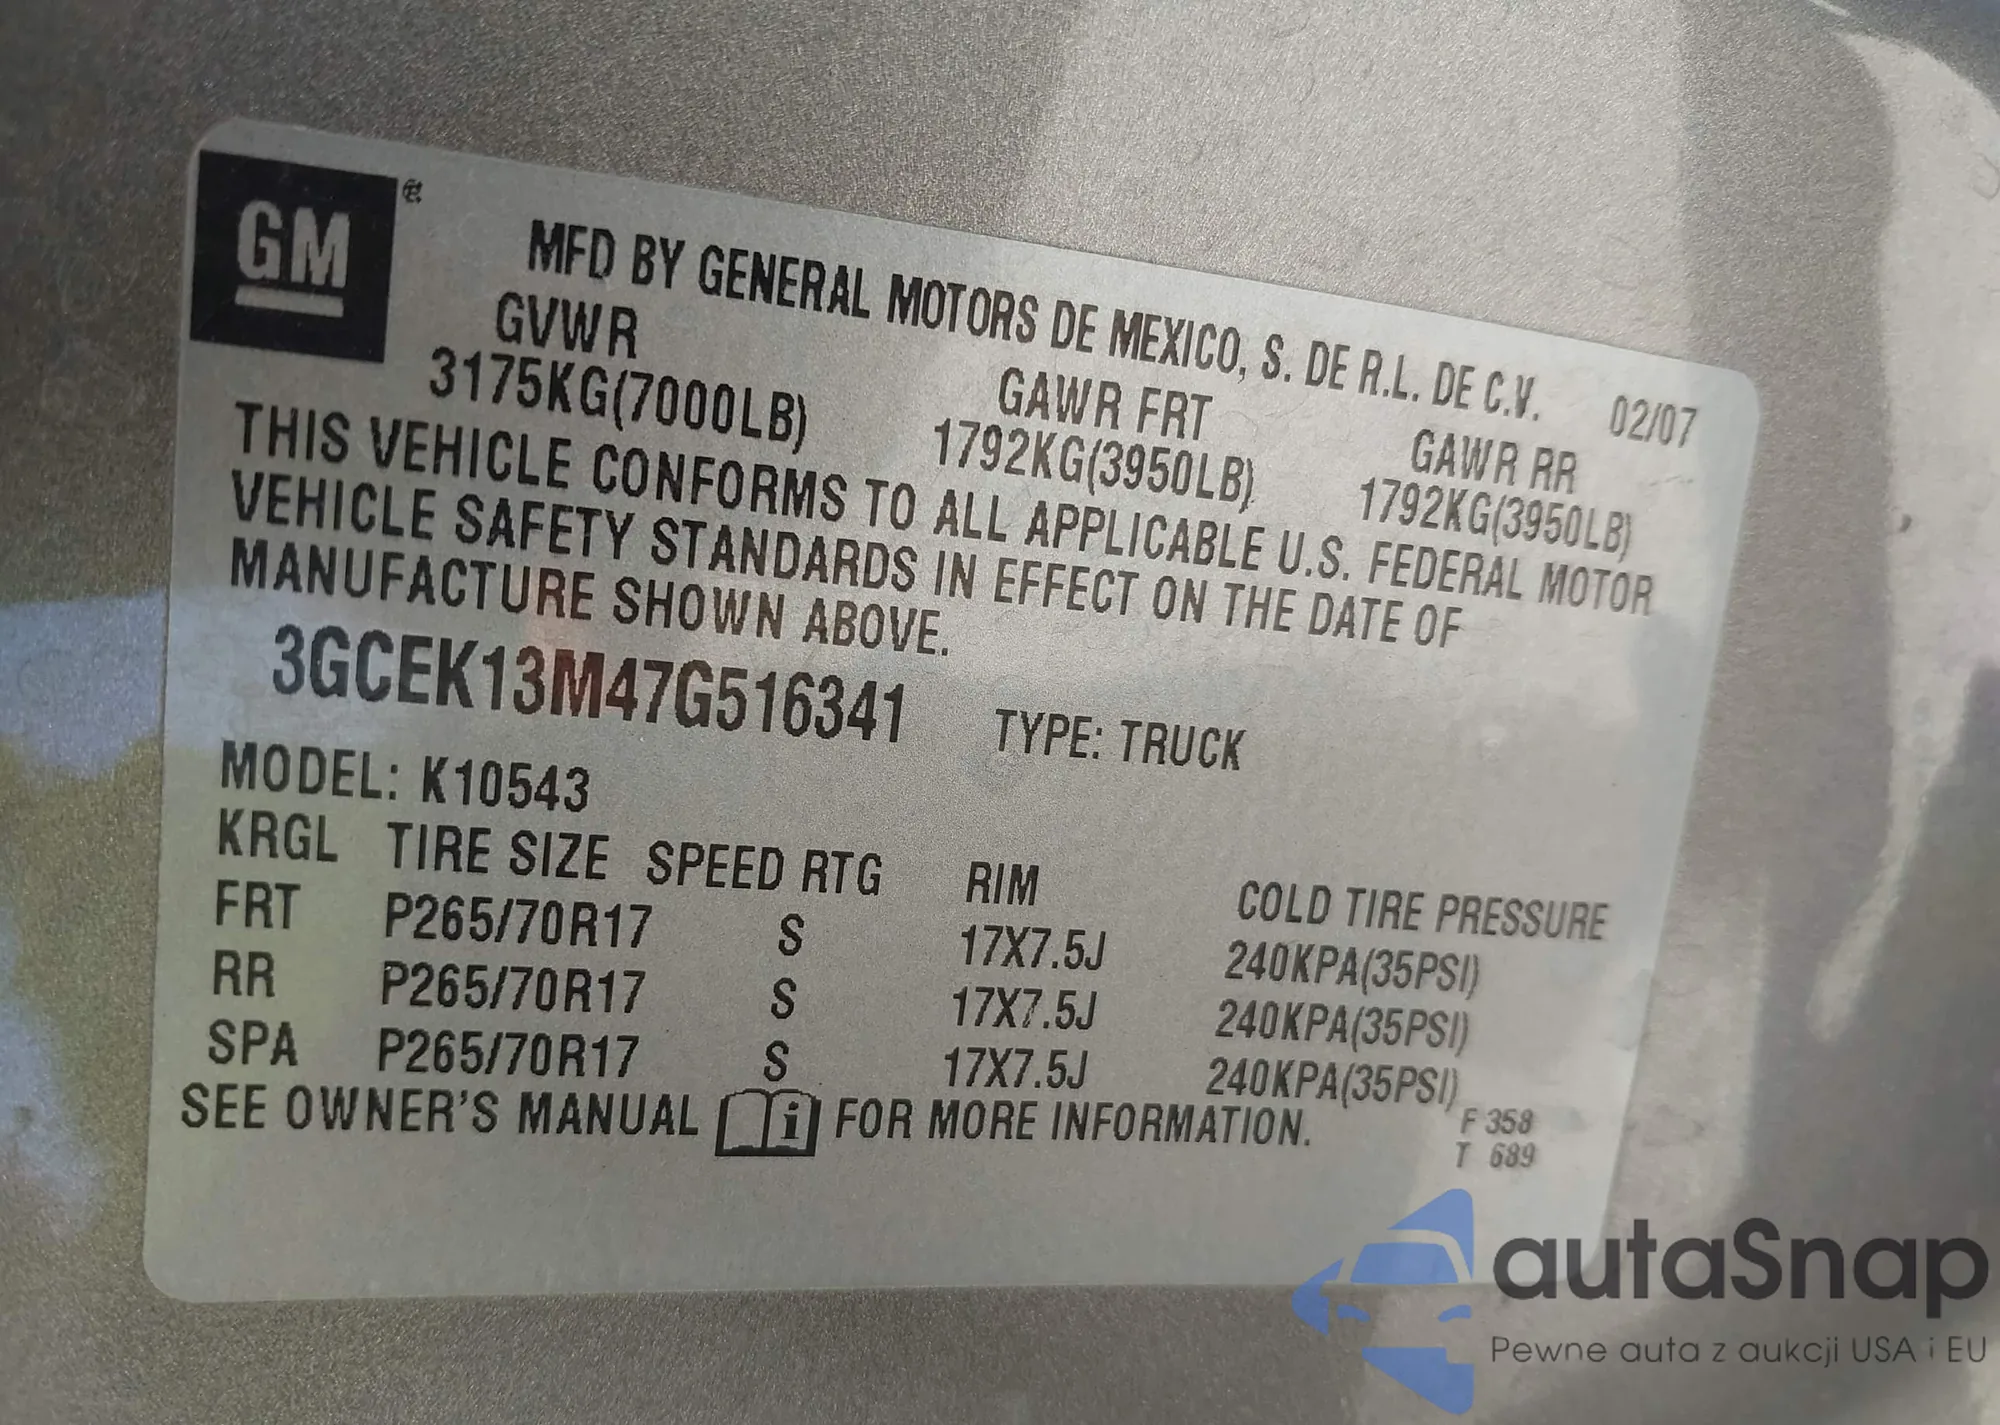 GM
MFD BY GENERAL MOTORS DE MEXICO, S. DE R.L. DE C.V. 02/07
GVWR GAWR FRT GAWR RR
3175KG(7000LB) 1792KG(3950LB) 1792KG(3950LB)
THIS VEHICLE CONFORMS TO ALL APPLICABLE U.S. FEDERAL MOTOR
VEHICLE SAFETY STANDARDS IN EFFECT ON THE DATE OF
MANUFACTURE SHOWN ABOVE.
3GCEK13M47G516341 TYPE: TRUCK
MODEL: K10543
KRGL TIRE SIZE SPEED RTG RIM COLD TIRE PRESSURE
FRT P265/70R17 S 17X7.5J 240KPA(35PSI)
RR P265/70R17 S 17X7.5J 240KPA(35PSI)
SPA P265/70R17 S 17X7.5J 240KPA(35PSI)
SEE OWNER'S MANUAL i FOR MORE INFORMATION.
F 358
T 689
autaSnap
Pewne auta z aukcji USA i EU